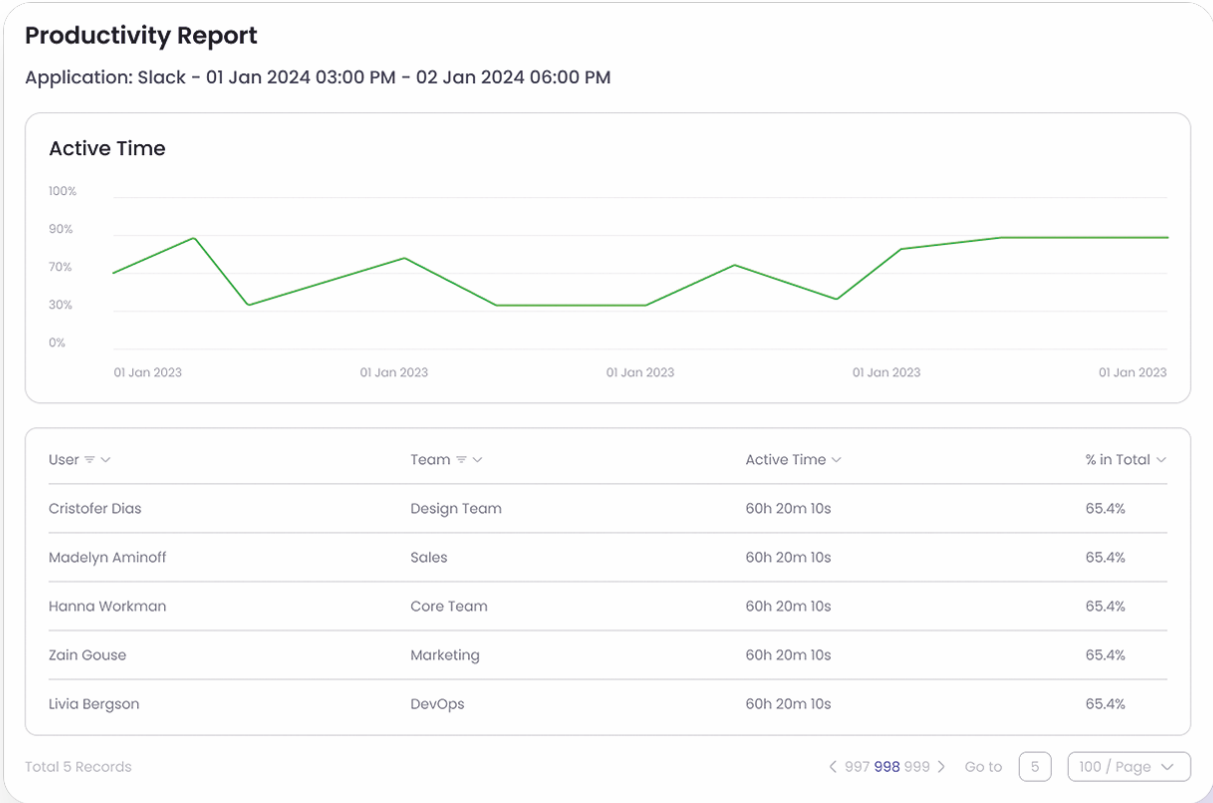 Productivity Report
Application: Slack - 01 Jan 2024 03:00 PM - 02 Jan 2024 06:00 PM
Active Time
100%
90%
70%
30%
0%
01 Jan 2023 01 Jan 2023 01 Jan 2023 01 Jan 2023 01 Jan 2023
User Team Active Time % in Total
Cristofer Dias Design Team 60h 20m 10s 65.4%
Madelyn Aminoff Sales 60h 20m 10s 65.4%
Hanna Workman Core Team 60h 20m 10s 65.4%
Zain Gouse Marketing 60h 20m 10s 65.4%
Livia Bergson DevOps 60h 20m 10s 65.4%
Total 5 Records 997 998 999 Go to 5 100 / Page